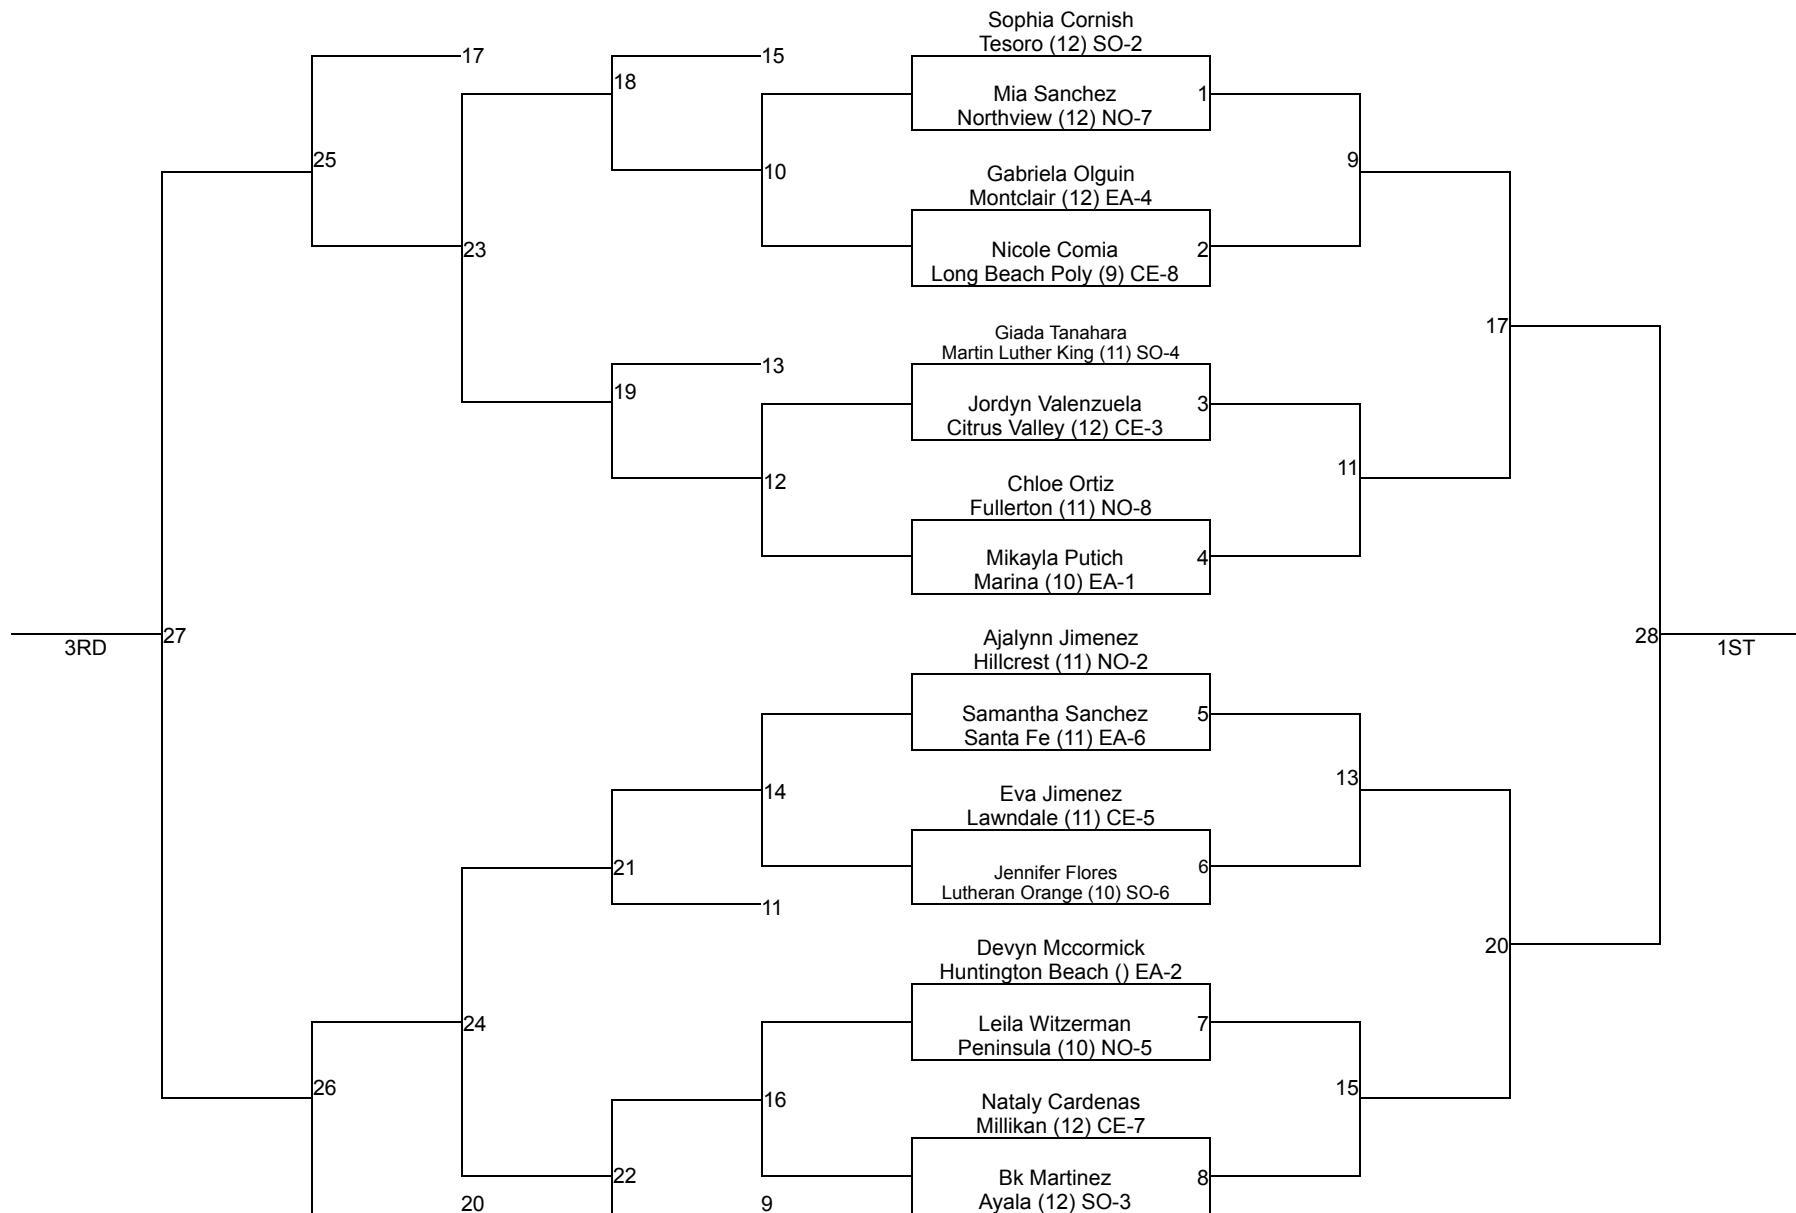 Sophia Cornish
Tesoro (12) SO-2
17
15
18
Mia Sanchez
1
Northview (12) NO-7
25
9
10
Gabriela Olguin
Montclair (12) EA-4
23
Nicole Comia
2
Long Beach Poly (9) CE-8
17
Giada Tanahara
Martin Luther King (11) SO-4
13
19
Jordyn Valenzuela
3
Citrus Valley (12) CE-3
11
12
Chloe Ortiz
Fullerton (11) NO-8
Mikayla Putich
4
Marina (10) EA-1
3RD
27
Ajalynn Jimenez
28
1ST
Hillcrest (11) NO-2
Samantha Sanchez
5
Santa Fe (11) EA-6
13
14
Eva Jimenez
Lawndale (11) CE-5
21
Jennifer Flores
6
Lutheran Orange (10) SO-6
11
Devyn Mccormick
20
Huntington Beach () EA-2
24
Leila Witzerman
7
Peninsula (10) NO-5
26
15
16
Nataly Cardenas
Millikan (12) CE-7
22
Bk Martinez
8
20
9
Ayala (12) SO-3